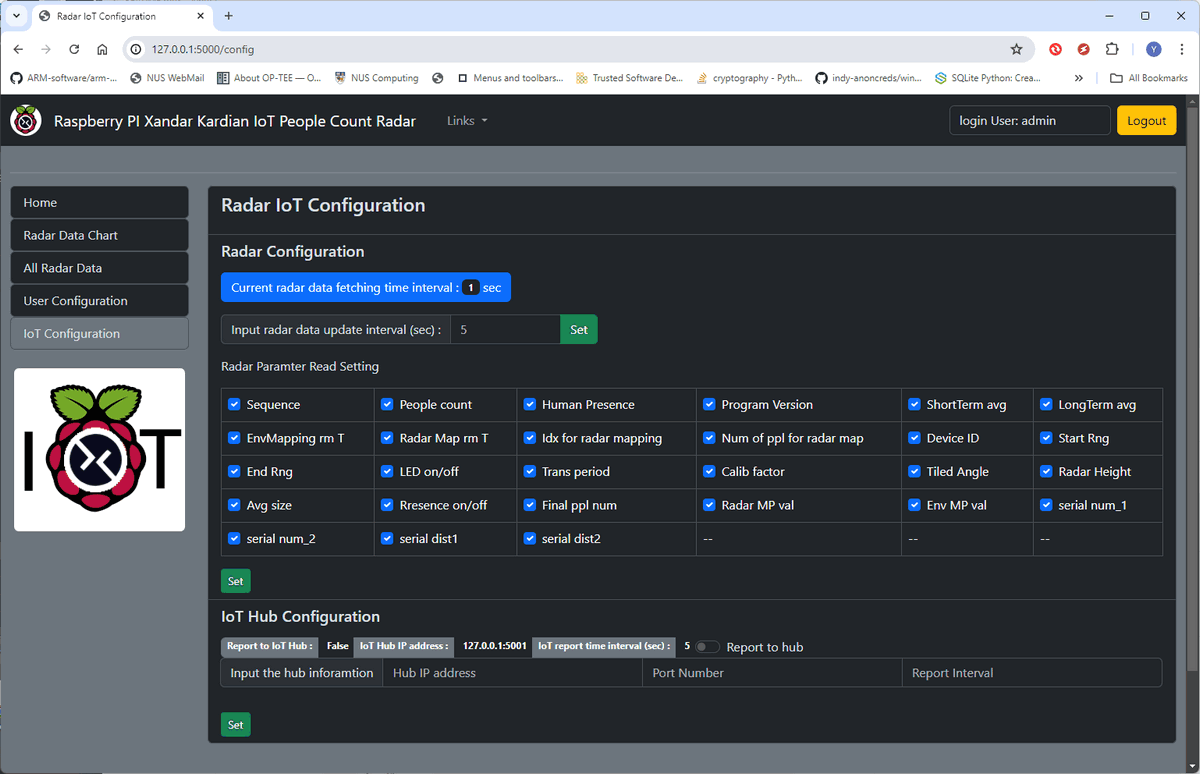 Radar IoT Configuration
127.0.0.1:5000/config
Y
ARM-software/arm-... NUS WebMail About OP-TEE — O... NUS Computing Menus and toolbars... Trusted Software De... cryptography - Pyth... indy-anoncreds/win... SQLite Python: Crea... » All Bookmarks
Raspberry PI Xandar Kardian IoT People Count Radar Links login User: admin Logout
Home
Radar Data Chart
All Radar Data
User Configuration
IoT Configuration
IOT
Radar IoT Configuration
Radar Configuration
Current radar data fetching time interval : 1 sec
Input radar data update interval (sec) : 5 Set
Radar Paramter Read Setting
Sequence People count Human Presence Program Version ShortTerm avg LongTerm avg
EnvMapping rm T Radar Map rm T Idx for radar mapping Num of ppl for radar map Device ID Start Rng
End Rng LED on/off Trans period Calib factor Tiled Angle Radar Height
Avg size Rresence on/off Final ppl num Radar MP val Env MP val serial num_1
serial num_2 serial dist1 serial dist2 -- -- --
Set
IoT Hub Configuration
Report to IoT Hub : False IoT Hub IP address : 127.0.0.1:5001 IoT report time interval (sec) : 5 Report to hub
Input the hub inforamtion Hub IP address Port Number Report Interval
Set